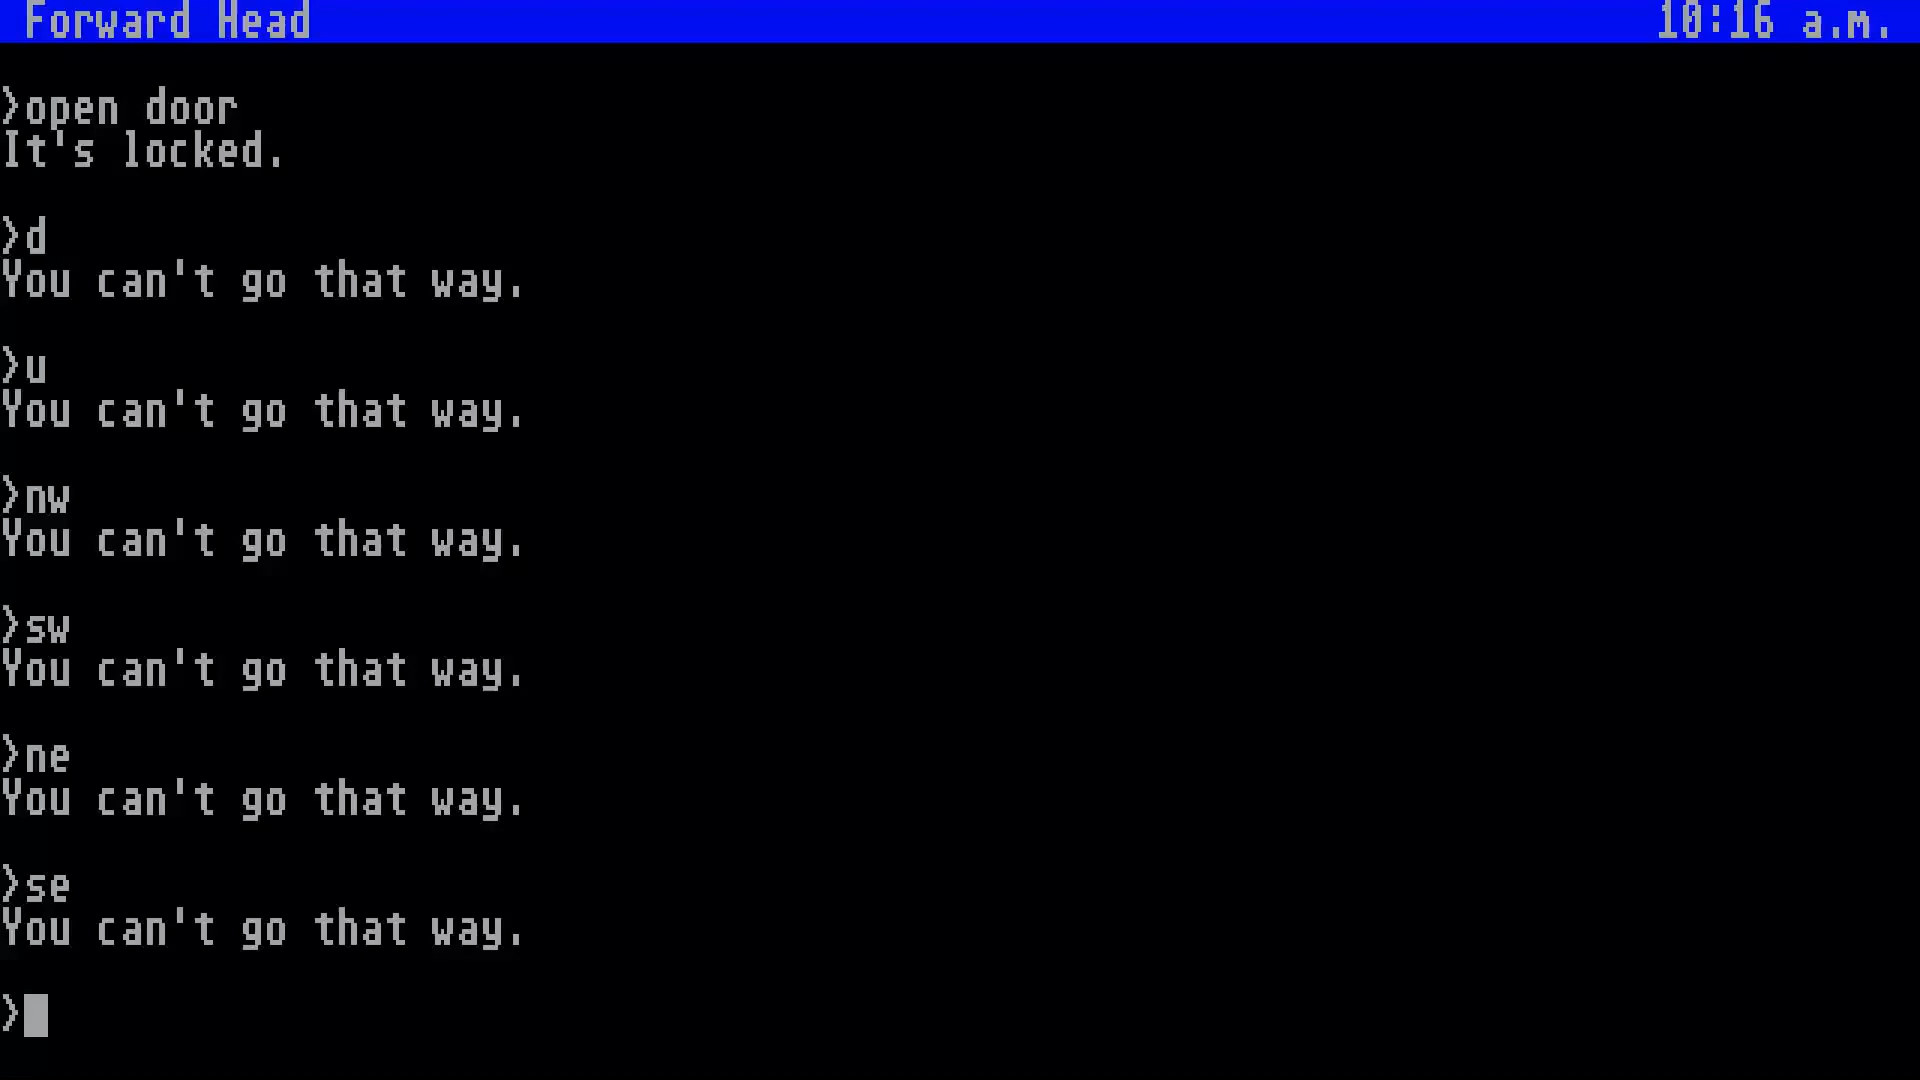 Forward Head 10:16 a.m.
>open door
It's locked.
>d
You can't go that way.
>u
You can't go that way.
>nw
You can't go that way.
>sw
You can't go that way.
>ne
You can't go that way.
>se
You can't go that way.
>